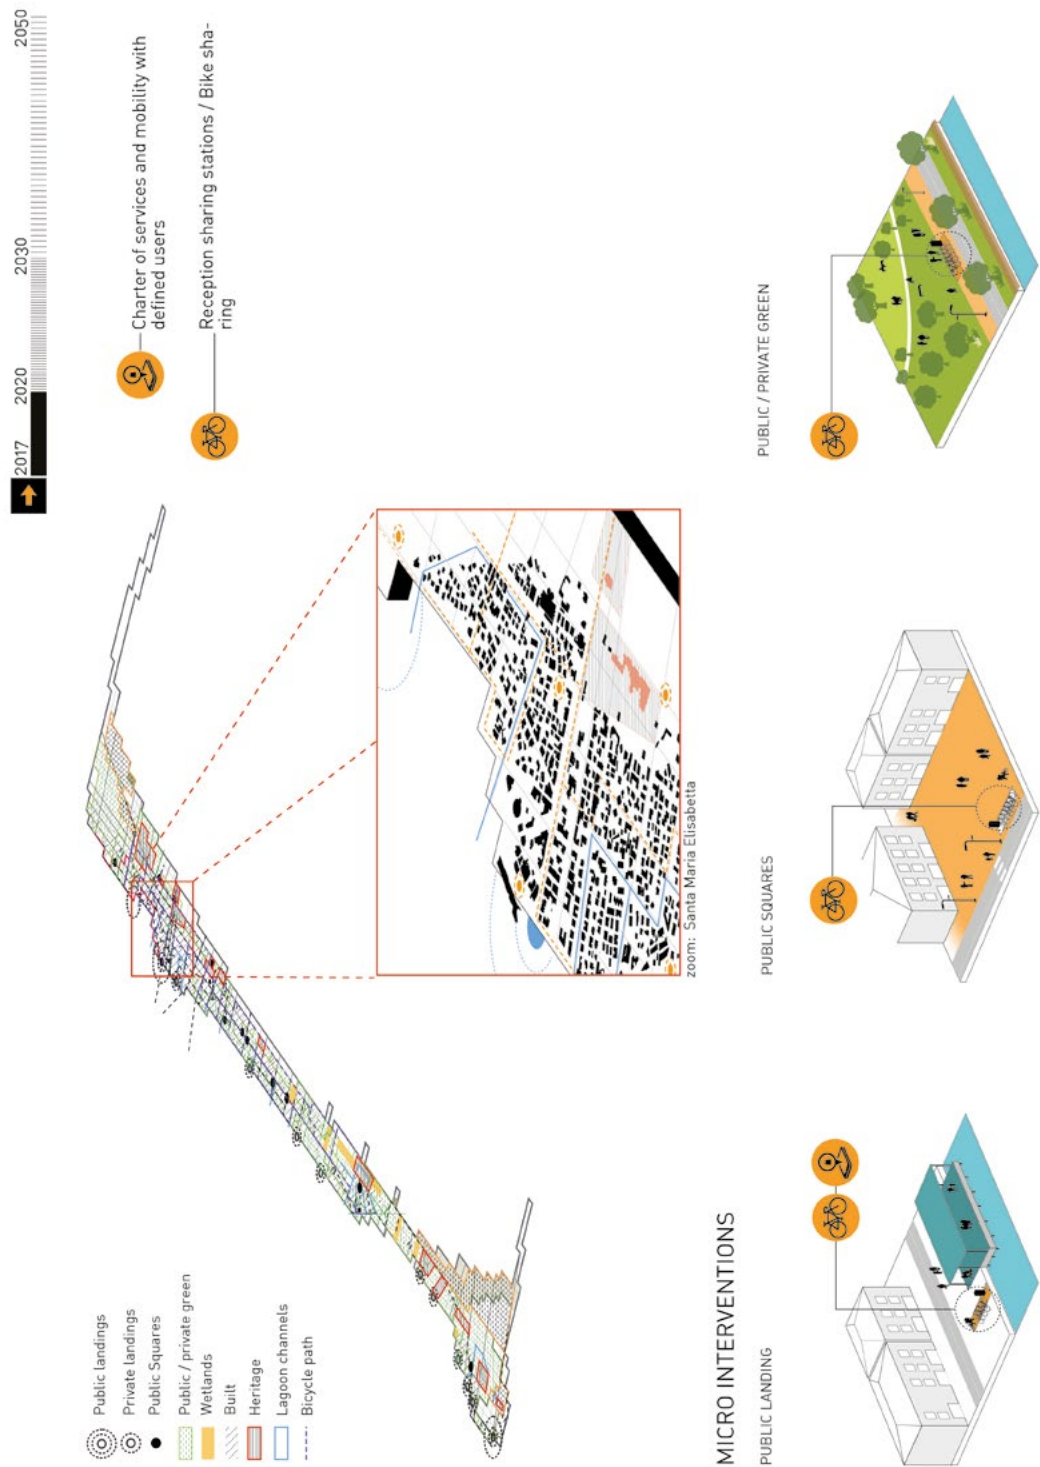 2017
2020
2030
2050
Charter of services and mobility with
defined users
Reception sharing stations / Bike sha-
ring
Public landings
Private landings
Public Squares
Public / private green
Wetlands
Built
Heritage
Lagoon channels
Bicycle path
zoom: Santa Maria Elisabetta
MICRO INTERVENTIONS
PUBLIC LANDING
PUBLIC SQUARES
PUBLIC / PRIVATE GREEN